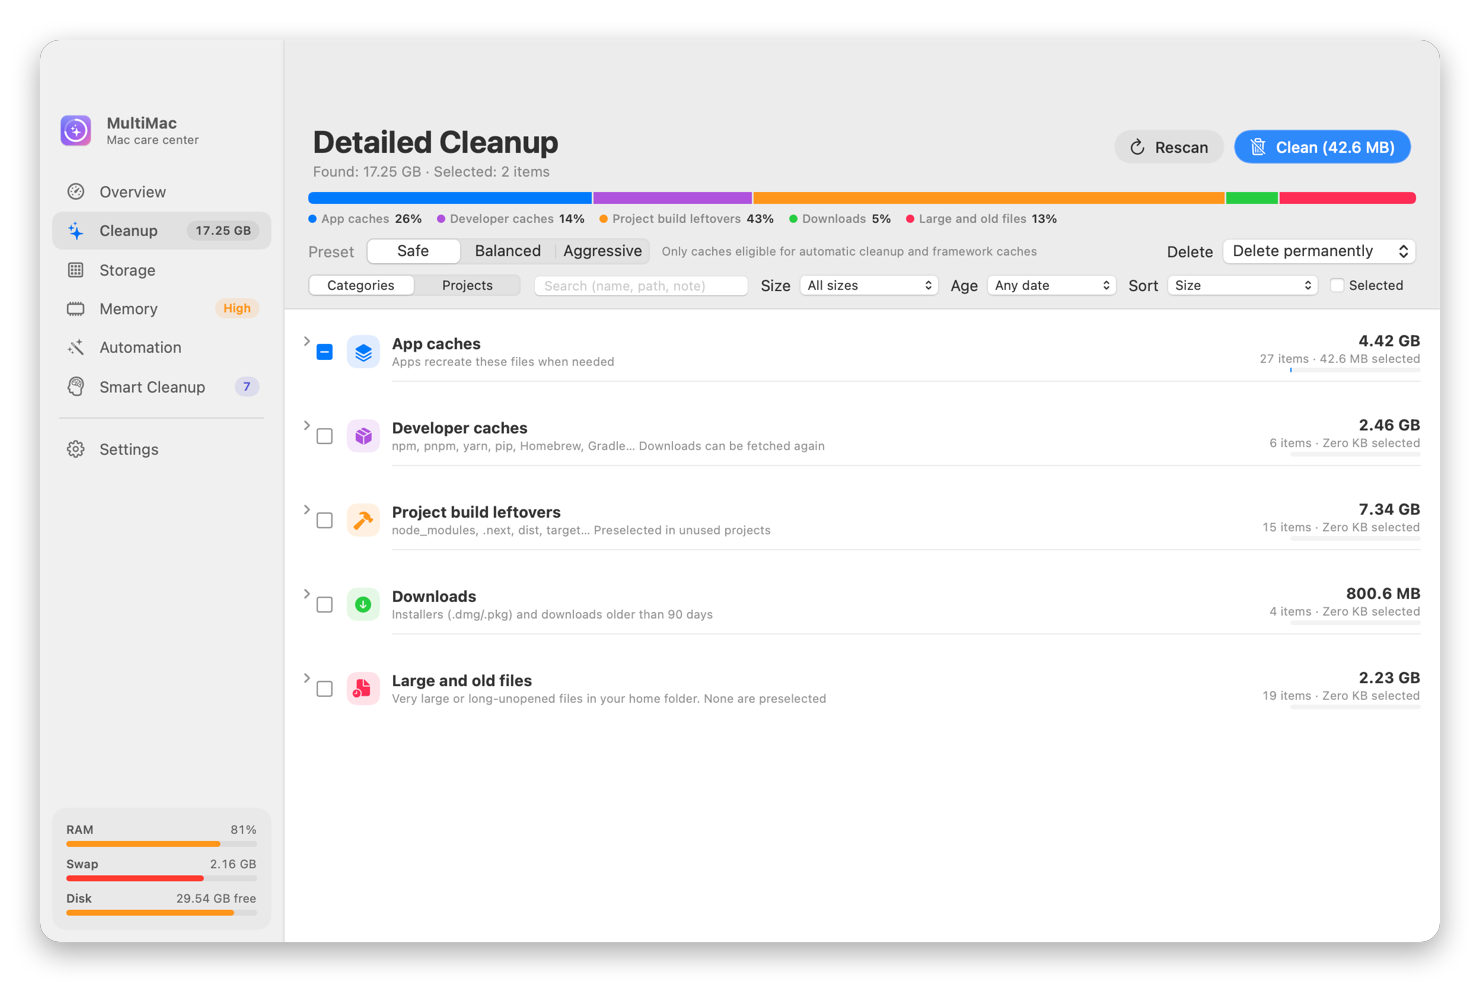 MultiMac
Mac care center
Overview
Cleanup 17.25 GB
Storage
Memory High
Automation
Smart Cleanup 7
Settings
RAM 81%
Swap 2.16 GB
Disk 29.54 GB free
Detailed Cleanup
Found: 17.25 GB · Selected: 2 items
Rescan
Clean (42.6 MB)
App caches 26% Developer caches 14% Project build leftovers 43% Downloads 5% Large and old files 13%
Preset Safe Balanced Aggressive Only caches eligible for automatic cleanup and framework caches Delete Delete permanently
Categories Projects Search (name, path, note) Size All sizes Age Any date Sort Size Selected
App caches 4.42 GB
Apps recreate these files when needed 27 items · 42.6 MB selected
Developer caches 2.46 GB
npm, pnpm, yarn, pip, Homebrew, Gradle... Downloads can be fetched again 6 items · Zero KB selected
Project build leftovers 7.34 GB
node_modules, .next, dist, target... Preselected in unused projects 15 items · Zero KB selected
Downloads 800.6 MB
Installers (.dmg/.pkg) and downloads older than 90 days 4 items · Zero KB selected
Large and old files 2.23 GB
Very large or long-unopened files in your home folder. None are preselected 19 items · Zero KB selected